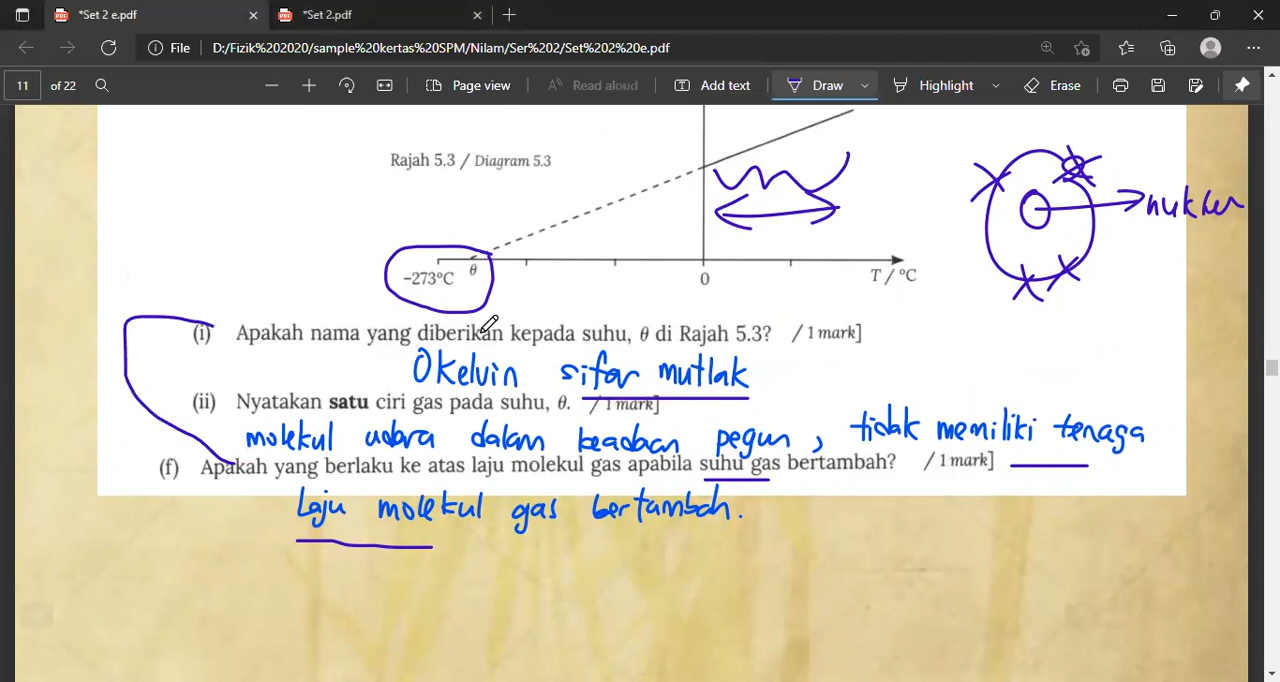 *Set 2 e.pdf
*Set 2.pdf
File D:/Fizik%202020/sample%20kertas%20SPM/Nilam/Ser%202/Set%202%20e.pdf
11 of 22 Page view Read aloud Add text Draw Highlight Erase
Rajah 5.3 / Diagram 5.3
-273°C θ 0 T / °C
(i) Apakah nama yang diberikan kepada suhu, θ di Rajah 5.3? / 1 mark]
0 kelvin sifar mutlak
(ii) Nyatakan satu ciri gas pada suhu, θ. / 1 mark]
molekul udara dalam keadaan pegun, tidak memiliki tenaga
(f) Apakah yang berlaku ke atas laju molekul gas apabila suhu gas bertambah? / 1 mark]
Laju molekul gas bertambah.